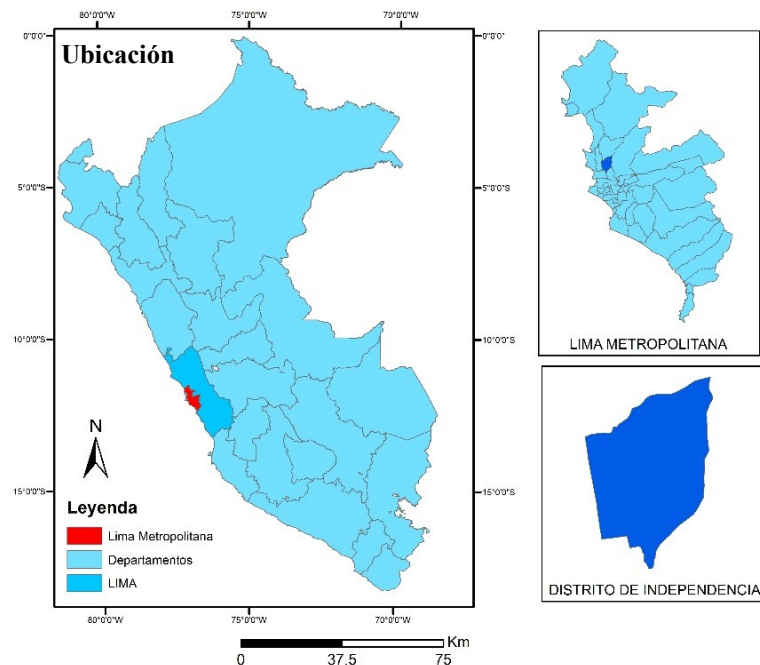 80°0'0"W 75°0'0"W 70°0'0"W
Ubicación
0°0'0" 0°0'0"S
5°0'0"S 5°0'0"S
10°0'0"S 10°0'0"S
15°0'0"S 15°0'0"S
N
Leyenda
Lima Metropolitana
Departamentos
LIMA
80°0'0"W 75°0'0"W 70°0'0"W
Km
0 37.5 75
LIMA METROPOLITANA
DISTRITO DE INDEPENDENCIA